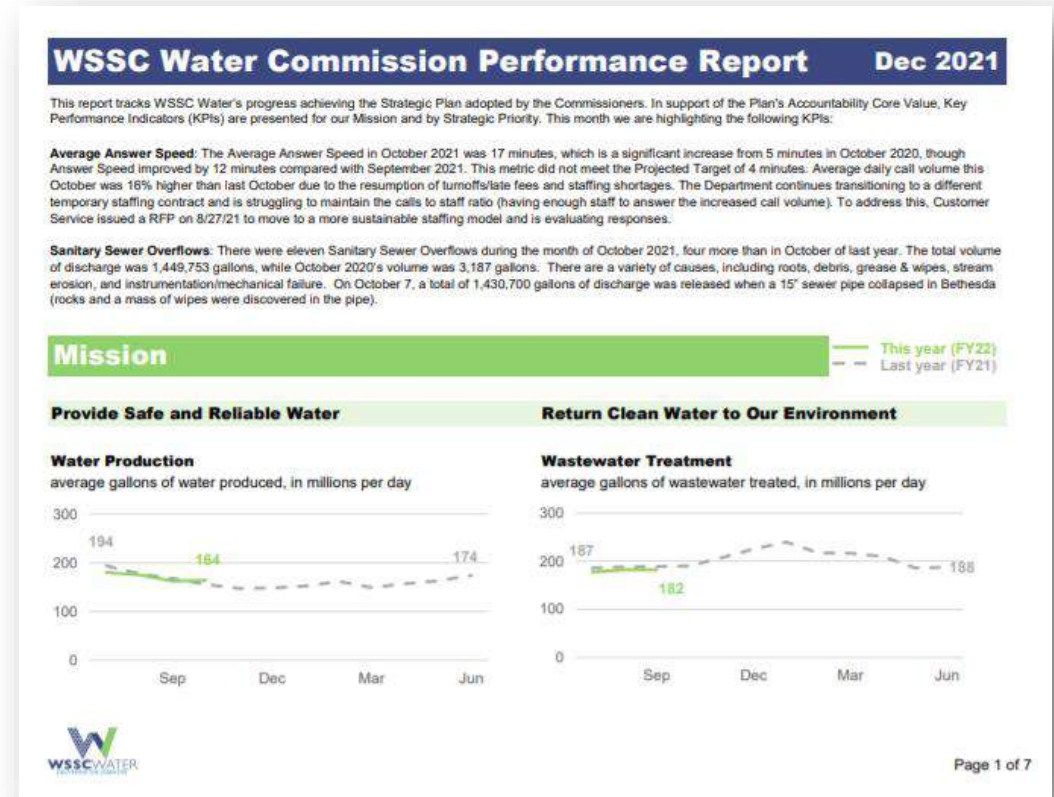 WSSC Water Commission Performance Report Dec 2021
This report tracks WSSC Water's progress achieving the Strategic Plan adopted by the Commissioners. In support of the Plan's Accountability Core Value, Key
Performance Indicators (KPIs) are presented for our Mission and by Strategic Priority. This month we are highlighting the following KPIs:
Average Answer Speed: The Average Answer Speed in October 2021 was 17 minutes, which is a significant increase from 5 minutes in October 2020, though
Answer Speed improved by 12 minutes compared with September 2021. This metric did not meet the Projected Target of 4 minutes. Average daily call volume this
October was 16% higher than last October due to the resumption of turnoffs/late fees and staffing shortages. The Department continues transitioning to a different
temporary staffing contract and is struggling to maintain the calls to staff ratio (having enough staff to answer the increased call volume). To address this, Customer
Service issued a RFP on 8/27/21 to move to a more sustainable staffing model and is evaluating responses.
Sanitary Sewer Overflows: There were eleven Sanitary Sewer Overflows during the month of October 2021, four more than in October of last year. The total volume
of discharge was 1,449,753 gallons, while October 2020's volume was 3,187 gallons. There are a variety of causes, including roots, debris, grease & wipes, stream
erosion, and instrumentation/mechanical failure. On October 7, a total of 1,430,700 gallons of discharge was released when a 15" sewer pipe collapsed in Bethesda
(rocks and a mass of wipes were discovered in the pipe).
Mission
This year (FY22)
Last year (FY21)
Provide Safe and Reliable Water
Water Production
average gallons of water produced, in millions per day
300
194
164
174
200
100
0
Sep Dec Mar Jun
Return Clean Water to Our Environment
Wastewater Treatment
average gallons of wastewater treated, in millions per day
300
187
200
188
182
100
0
Sep Dec Mar Jun
WSSCWATER
Page 1 of 7